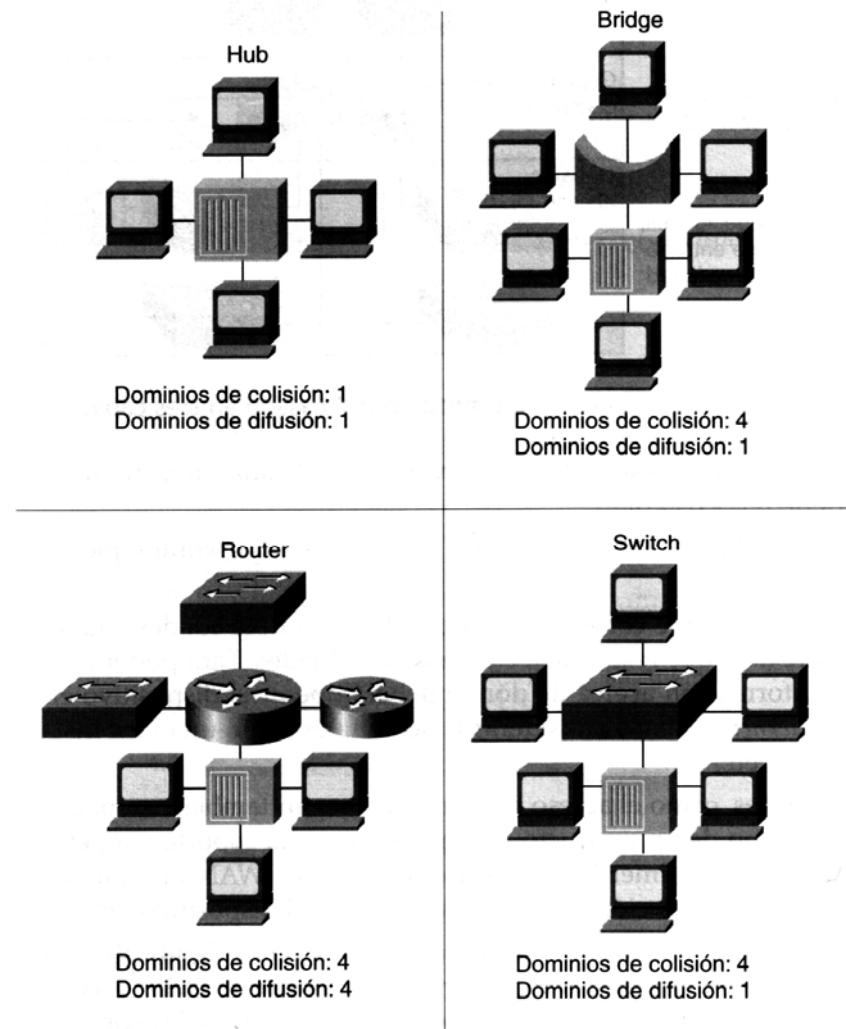 Hub
Dominios de colisión: 1
Dominios de difusión: 1
Bridge
Dominios de colisión: 4
Dominios de difusión: 1
Router
Dominios de colisión: 4
Dominios de difusión: 4
Switch
Dominios de colisión: 4
Dominios de difusión: 1